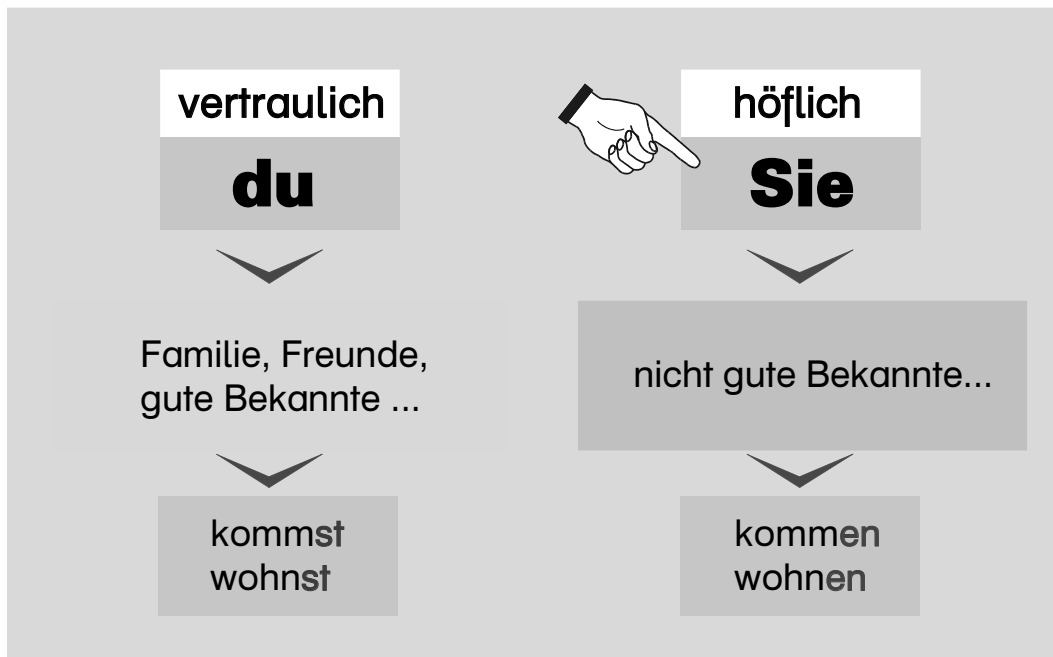 vertraulich
du
Familie, Freunde,
gute Bekannte ...
kommst
wohnst
höflich
Sie
nicht gute Bekannte...
kommen
wohnen